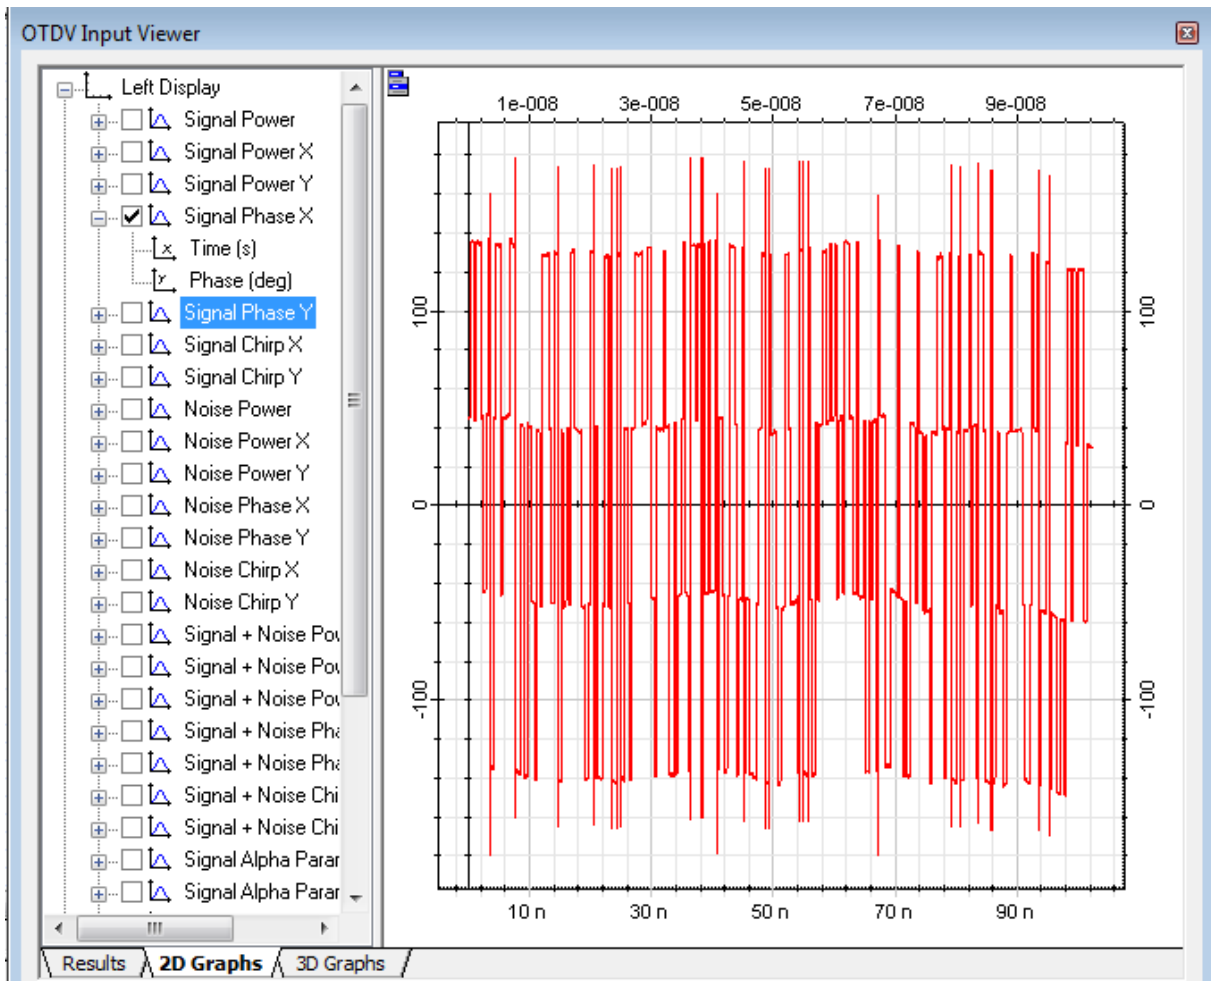 OTDV Input Viewer
Left Display
Signal Power
Signal Power X
Signal Power Y
Signal Phase X
Time (s)
Phase (deg)
Signal Phase Y
Signal Chirp X
Signal Chirp Y
Noise Power
Noise Power X
Noise Power Y
Noise Phase X
Noise Phase Y
Noise Chirp X
Noise Chirp Y
Signal + Noise Pov
Signal + Noise Pov
Signal + Noise Pov
Signal + Noise Pha
Signal + Noise Pha
Signal + Noise Chi
Signal + Noise Chi
Signal Alpha Parar
Signal Alpha Parar
1e-008 3e-008 5e-008 7e-008 9e-008
100 100
0 0
-100 -100
10 n 30 n 50 n 70 n 90 n
Results 2D Graphs 3D Graphs